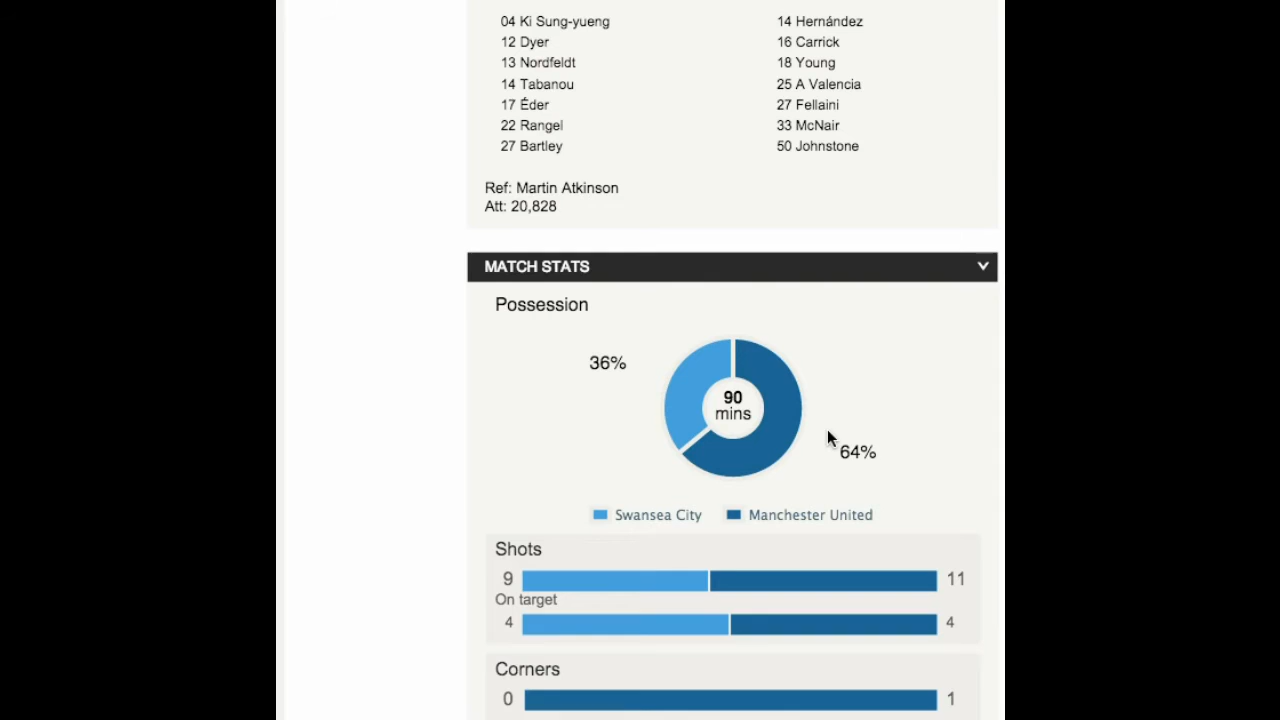 04 Ki Sung-yueng
12 Dyer
13 Nordfeldt
14 Tabanou
17 Éder
22 Rangel
27 Bartley
14 Hernández
16 Carrick
18 Young
25 A Valencia
27 Fellaini
33 McNair
50 Johnstone
Ref: Martin Atkinson
Att: 20,828
MATCH STATS
Possession
36%
90
mins
64%
Swansea City
Manchester United
Shots
9 11
On target
4 4
Corners
0 1